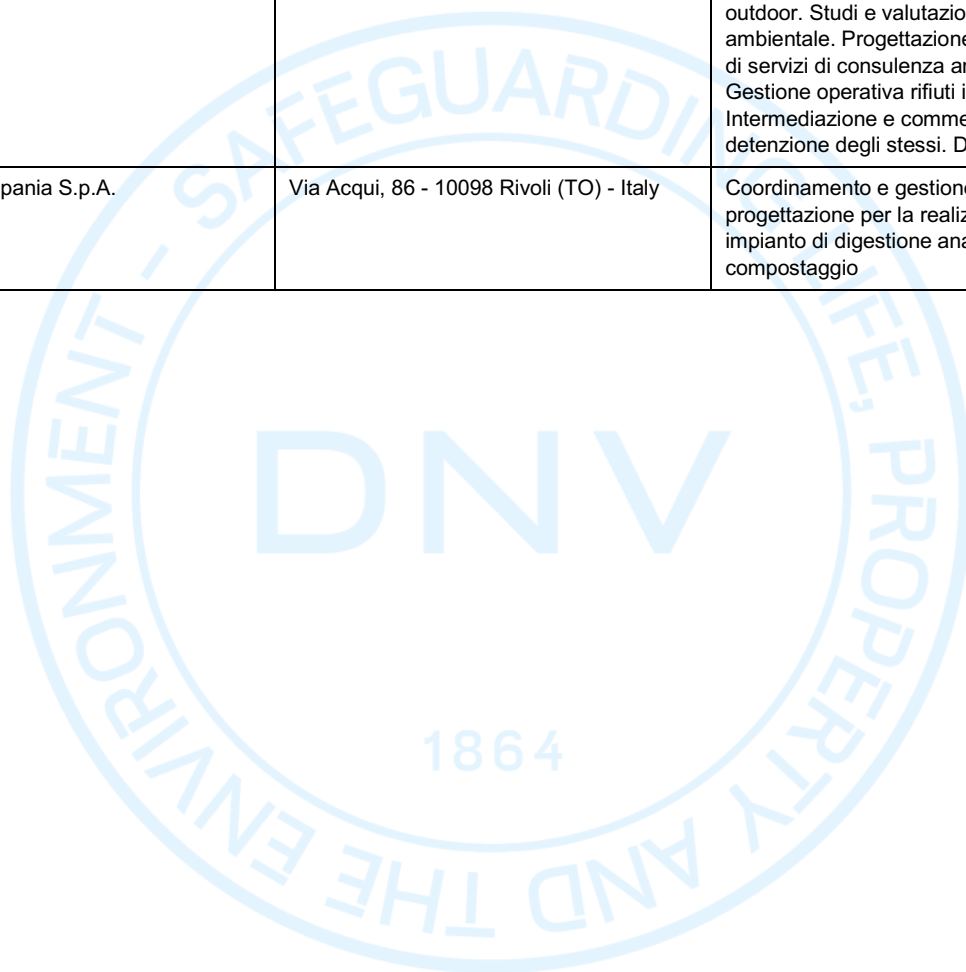 outdoor. Studi e valutazio
ambientale. Progettazione
di servizi di consulenza a
Gestione operativa rifiuti i
Intermediazione e comme
detenzione degli stessi. D
pania S.p.A.
Via Acqui, 86 - 10098 Rivoli (TO) - Italy
Coordinamento e gestione
progettazione per la realiz
impianto di digestione ana
compostaggio
SAFEGUARDING LIFE, PROPERTY AND THE ENVIRONMENT -
DNV
1864